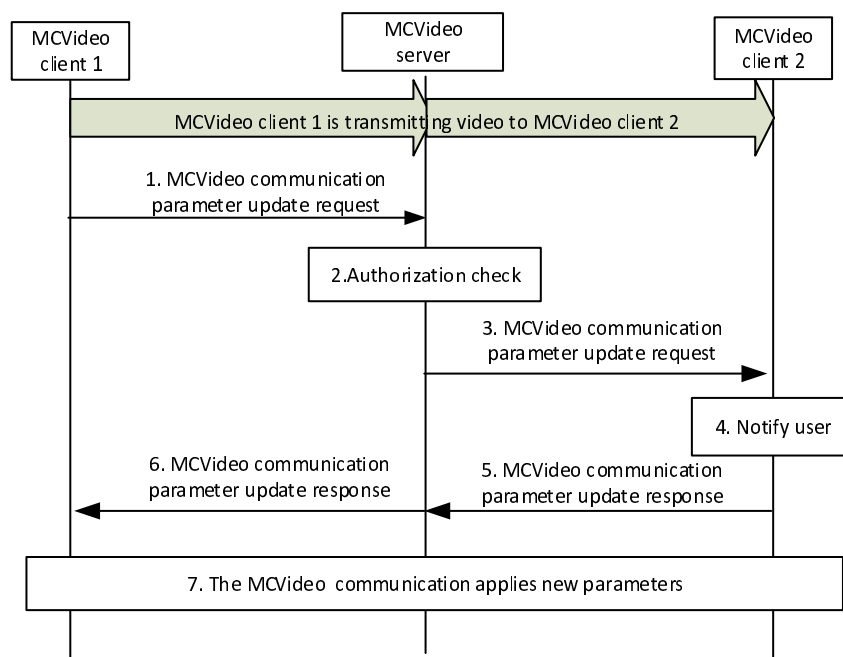 MCVideo
client 1
MCVideo
server
MCVideo
client 2
MCVideo client 1 is transmitting video to MCVideo client 2
1. MCVideo communication
parameter update request
2.Authorization check
3. MCVideo communication
parameter update request
4. Notify user
6. MCVideo communication
parameter update response
5. MCVideo communication
parameter update response
7. The MCVideo communication applies new parameters